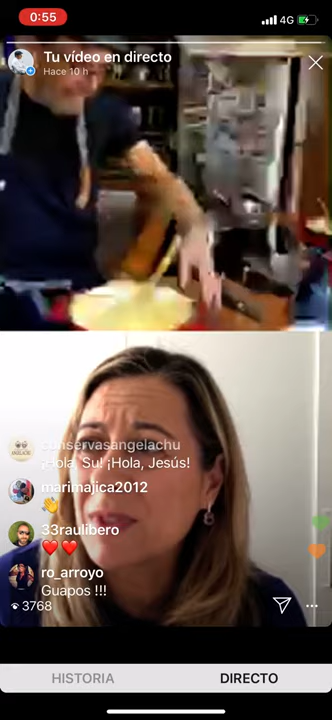 0:55
4G
Tu vídeo en directo
Hace 10 h
conservasangelachu
¡Hola, Su! ¡Hola, Jesús!
marimajica2012
👋
33raulibero
❤️❤️
ro_arroyo
Guapos !!!
3768
HISTORIA
DIRECTO